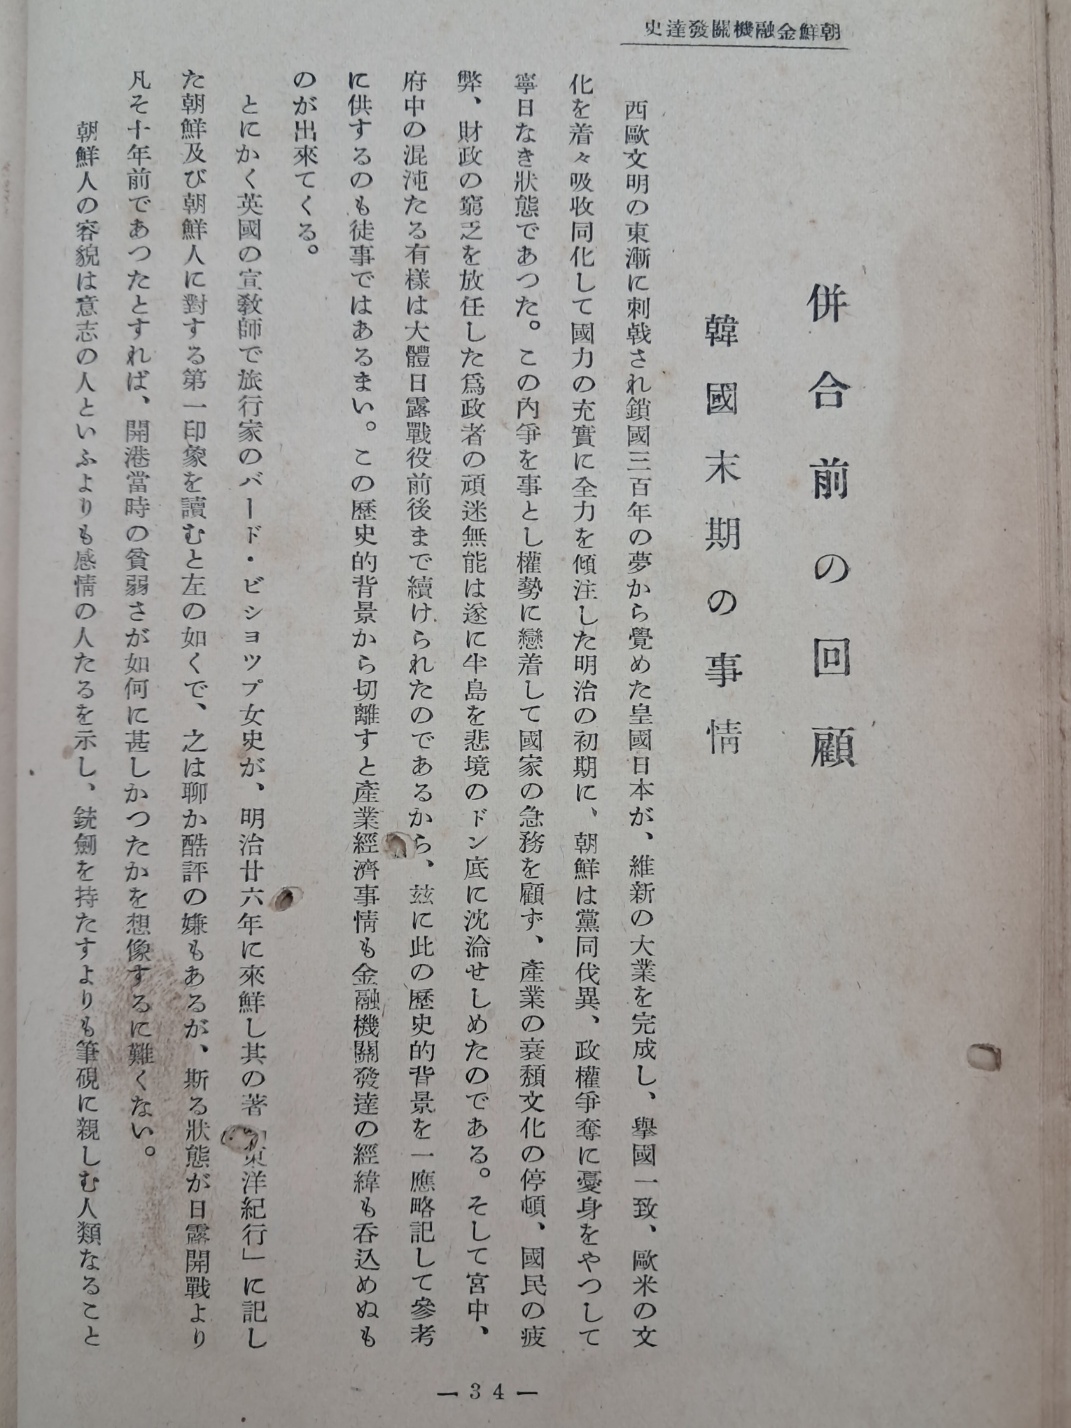 史達發關機融金鮮朝
併合前の回顧
韓國末期の事情
西歐文明の東漸に刺戟され鎖國三百年の夢から覺めた皇國日本が、維新の大業を完成し、擧國一致、歐米の文
化を着々吸收同化して國力の充實に全力を傾注した明治の初期に、朝鮮は黨同伐異、政權爭奪に憂身をやつして
寧日なき狀態であつた。この內爭を事とし權勢に戀着して國家の急務を顧ず、產業の衰頽文化の停頓、國民の疲
弊、財政の窮乏を放任した爲政者の頑迷無能は遂に半島を悲境のドン底に沈淪せしめたのである。そして宮中、
府中の混沌たる有樣は大體日露戰役前後まで續けられたのであるから、玆に此の歷史的背景を一應略記して參考
に供するのも徒事ではあるまい。この歷史的背景から切離すと產業經濟事情も金融機關發達の經緯も呑込めぬも
のが出來てくる。
とにかく英國の宣敎師で旅行家のバード・ビショツプ女史が、明治廿六年に來鮮し其の著「東洋紀行」に記し
た朝鮮及び朝鮮人に對する第一印象を讀むと左の如くで、之は聊か酷評の嫌もあるが、斯る狀態が日露開戰より
凡そ十年前であつたとすれば、開港當時の貧弱さが如何に甚しかつたかを想像するに難くない。
朝鮮人の容貌は意志の人といふよりも感情の人たるを示し、銃劍を持たすよりも筆硯に親しむ人類なること
— 34 —